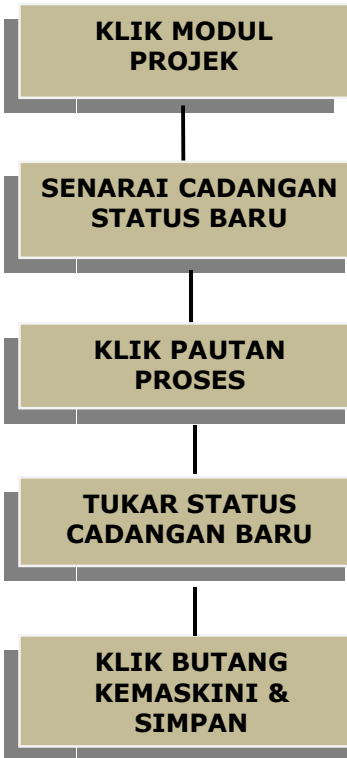 KLIK MODUL
PROJEK
SENARAI CADANGAN
STATUS BARU
KLIK PAUTAN
PROSES
TUKAR STATUS
CADANGAN BARU
KLIK BUTANG
KEMASKINI &
SIMPAN